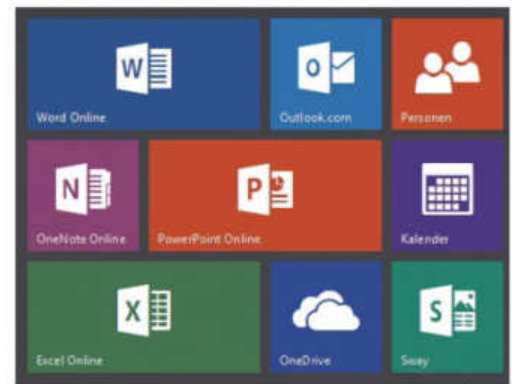 W
Word Online
O
Outlook.com
Personen
N
OneNote Online
P
PowerPoint Online
Kalender
X
Excel Online
OneDrive
S
Sway